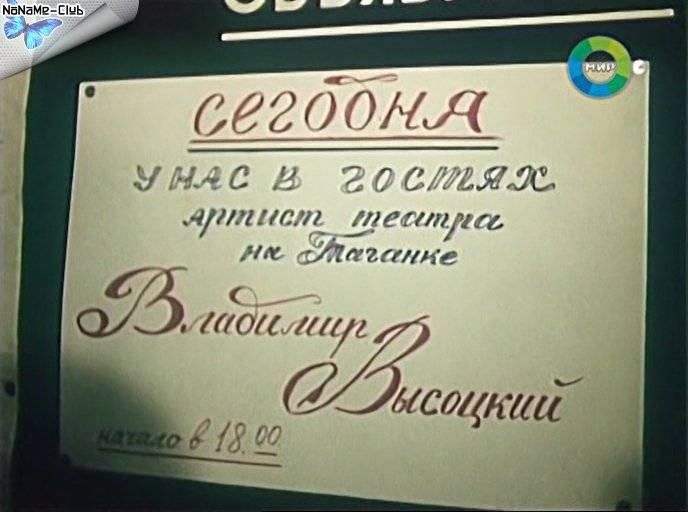 NoName-Club
МИР
сегодня
У НАС В ГОСТЯХ
артист театра
на Таганке
Владимир
Высоцкий
начало в 18.00